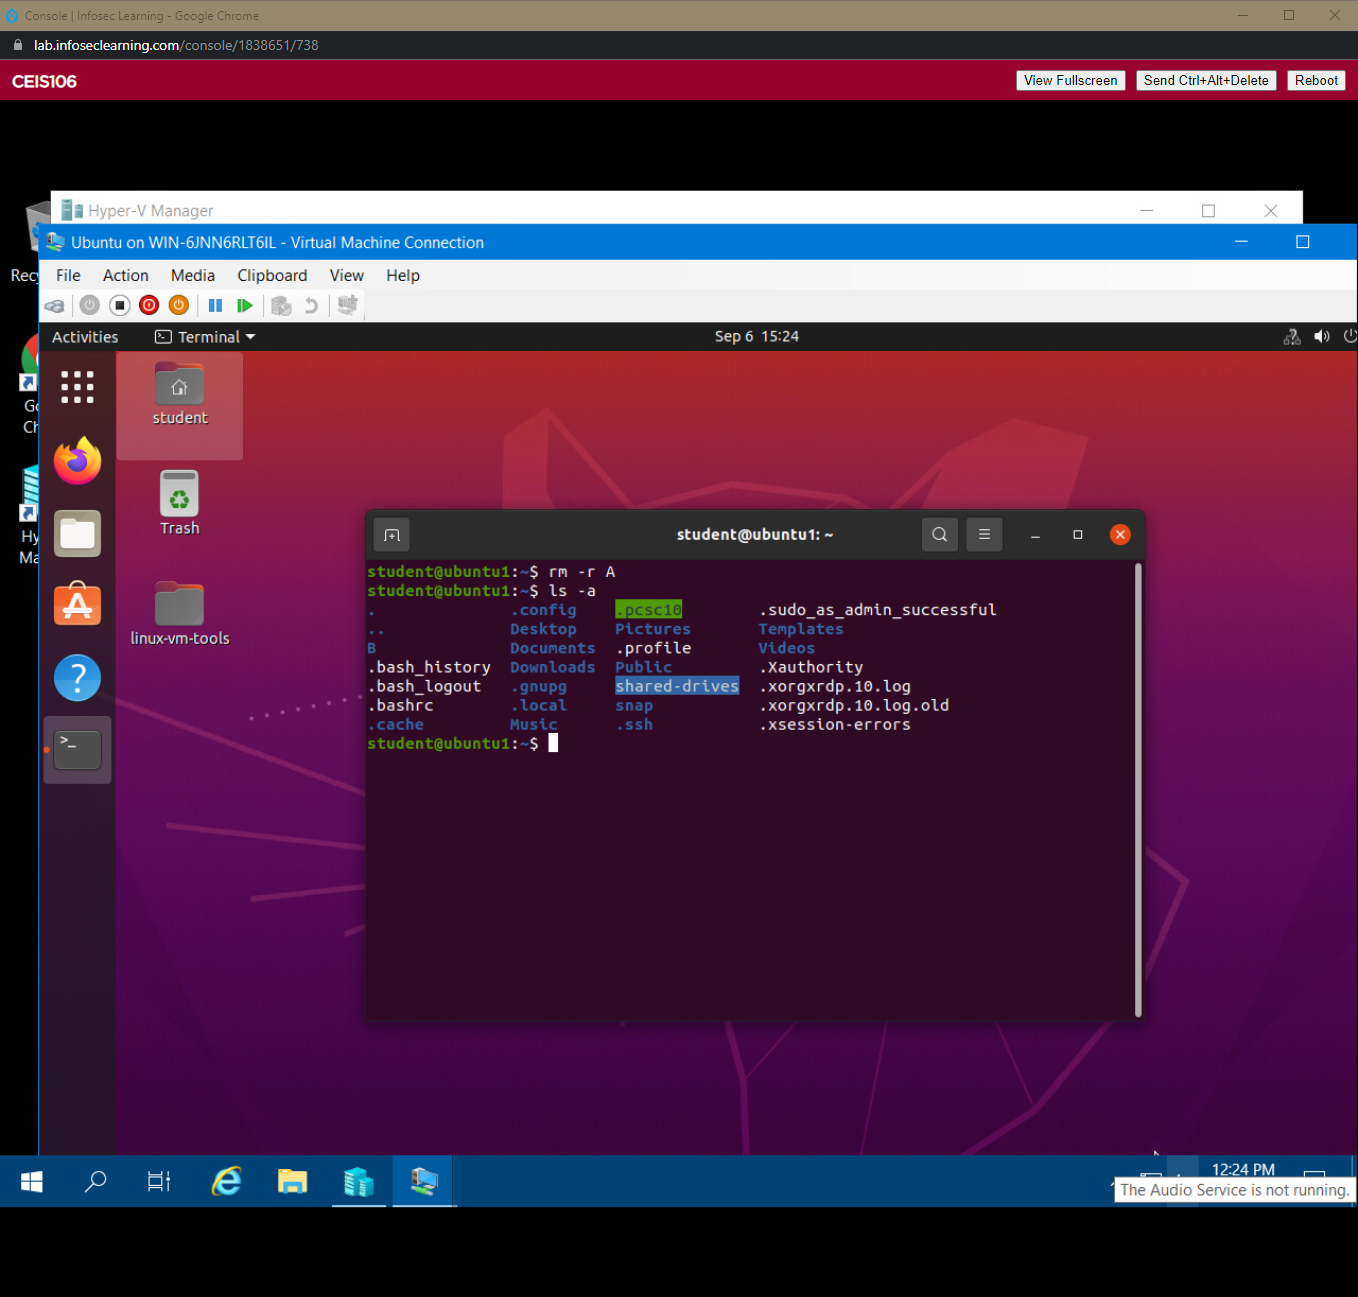 Console | Infosec Learning - Google Chrome
lab.infoseclearning.com/console/1838651/738
CEIS106
View Fullscreen
Send Ctrl+Alt+Delete
Reboot
Hyper-V Manager
Ubuntu on WIN-6JNN6RLT6IL - Virtual Machine Connection
Recy
File Action Media Clipboard View Help
Activities
Terminal
Sep 6 15:24
Go
Ch
Hy
Ma
student
Trash
linux-vm-tools
student@ubuntu1: ~
student@ubuntu1:~$ rm -r A
student@ubuntu1:~$ ls -a
. .config .pcsc10 .sudo_as_admin_successful
.. Desktop Pictures Templates
B Documents .profile Videos
.bash_history Downloads Public .Xauthority
.bash_logout .gnupg shared-drives .xorgxrdp.10.log
.bashrc .local snap .xorgxrdp.10.log.old
.cache Music .ssh .xsession-errors
student@ubuntu1:~$
12:24 PM
The Audio Service is not running.